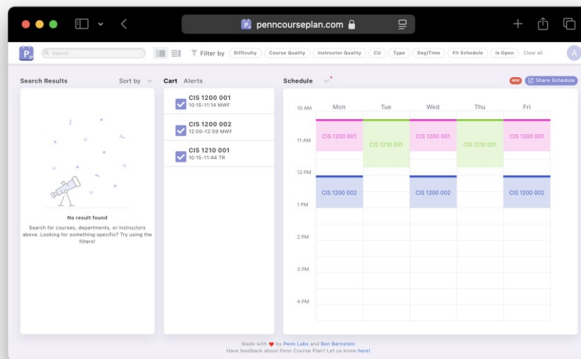 penncourseplan.com
P
Search
Filter by Difficulty Course Quality Instructor Quality CU Type Day/Time Fit Schedule Is Open Clear all
A
Search Results Sort by
No result found
Search for courses, departments, or instructors
above. Looking for something specific? Try using the
filters!
Cart Alerts
CIS 1200 001
10:15-11:14 MWF
CIS 1200 002
12:00-12:59 MWF
CIS 1210 001
10:15-11:44 TR
Schedule
NEW Share Schedule
Mon Tue Wed Thu Fri
10 AM
11 AM
12 PM
1 PM
2 PM
3 PM
4 PM
CIS 1200 001 CIS 1210 001 CIS 1200 001 CIS 1210 001 CIS 1200 001
CIS 1200 002 CIS 1200 002 CIS 1200 002
Made with ❤ by Penn Labs and Ben Bernstein
Have feedback about Penn Course Plan? Let us know here!